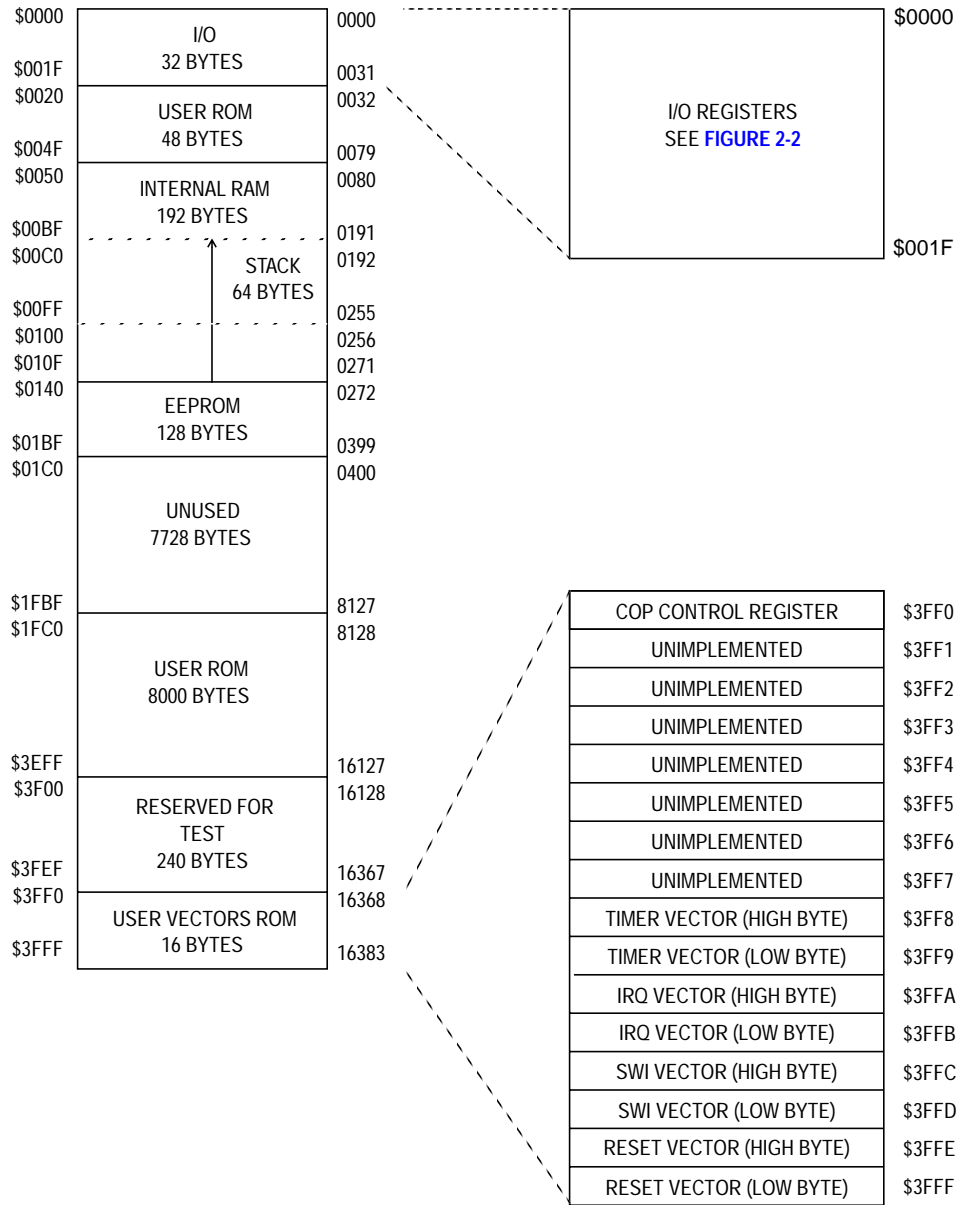 $0000
I/O
32 BYTES
0000
$001F
0031
$0020
0032
USER ROM
48 BYTES
$004F
0079
$0050
0080
INTERNAL RAM
192 BYTES
$00BF
0191
$00C0
0192
STACK
64 BYTES
$00FF
0255
$0100
0256
$010F
0271
$0140
0272
EEPROM
128 BYTES
$01BF
0399
$01C0
0400
UNUSED
7728 BYTES
$1FBF
8127
$1FC0
8128
USER ROM
8000 BYTES
$3EFF
16127
$3F00
16128
RESERVED FOR
TEST
240 BYTES
$3FEF
16367
$3FF0
16368
USER VECTORS ROM
16 BYTES
$3FFF
16383
$0000
I/O REGISTERS
SEE FIGURE 2-2
$001F
COP CONTROL REGISTER $3FF0
UNIMPLEMENTED $3FF1
UNIMPLEMENTED $3FF2
UNIMPLEMENTED $3FF3
UNIMPLEMENTED $3FF4
UNIMPLEMENTED $3FF5
UNIMPLEMENTED $3FF6
UNIMPLEMENTED $3FF7
TIMER VECTOR (HIGH BYTE) $3FF8
TIMER VECTOR (LOW BYTE) $3FF9
IRQ VECTOR (HIGH BYTE) $3FFA
IRQ VECTOR (LOW BYTE) $3FFB
SWI VECTOR (HIGH BYTE) $3FFC
SWI VECTOR (LOW BYTE) $3FFD
RESET VECTOR (HIGH BYTE) $3FFE
RESET VECTOR (LOW BYTE) $3FFF